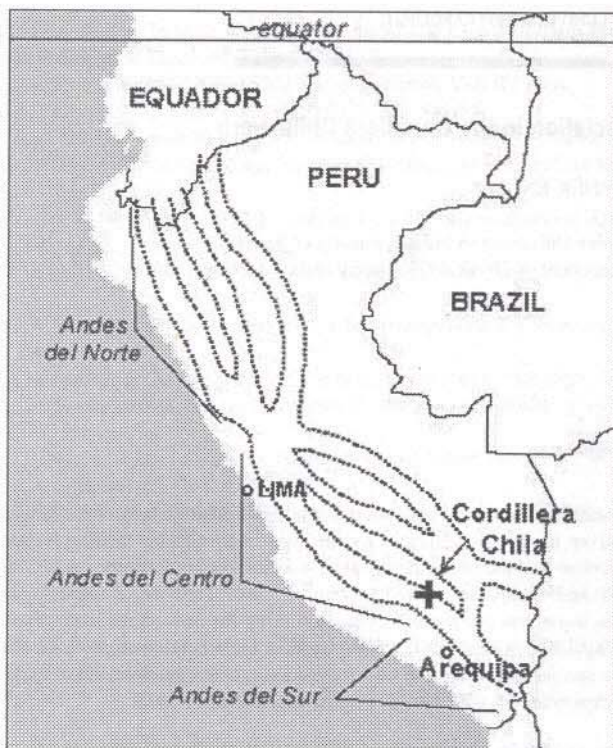 equator
EQUADOR
PERU
BRAZIL
Andes
del Norte
LIMA
Cordillera
Chila
Andes del Centro
Arequipa
Andes del Sur